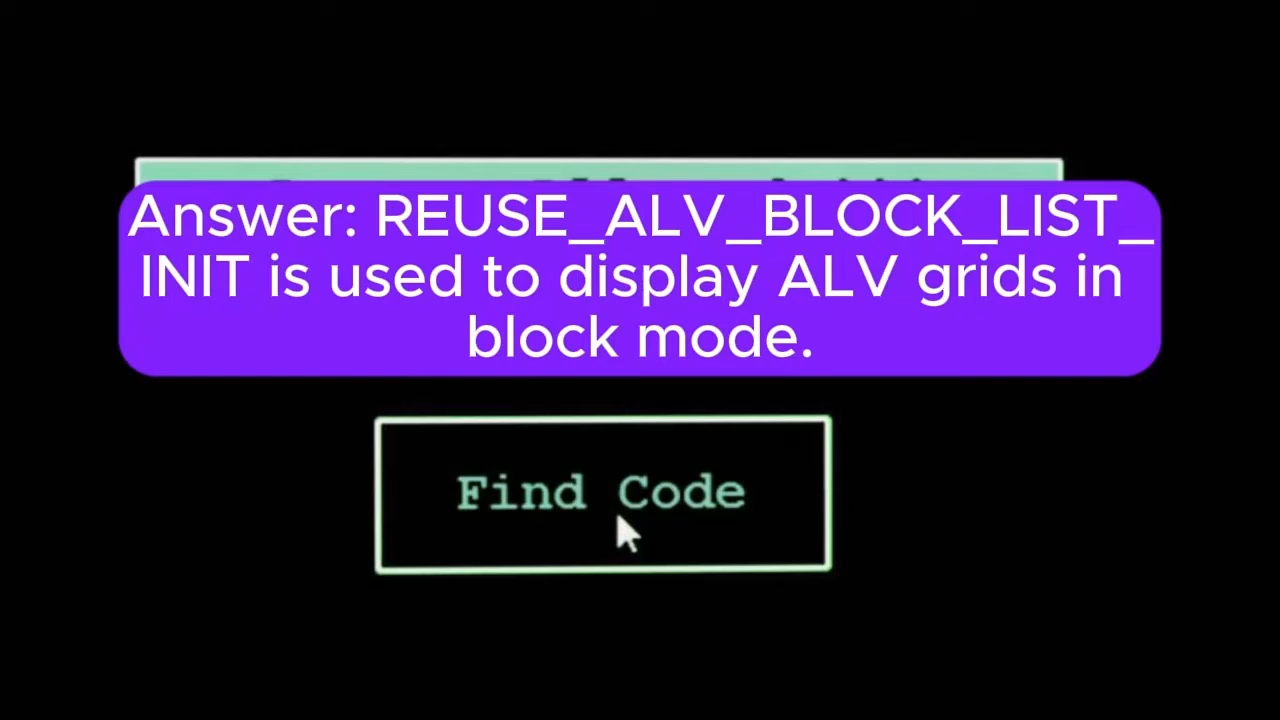 Answer: REUSE_ALV_BLOCK_LIST_
INIT is used to display ALV grids in
block mode.
Find Code